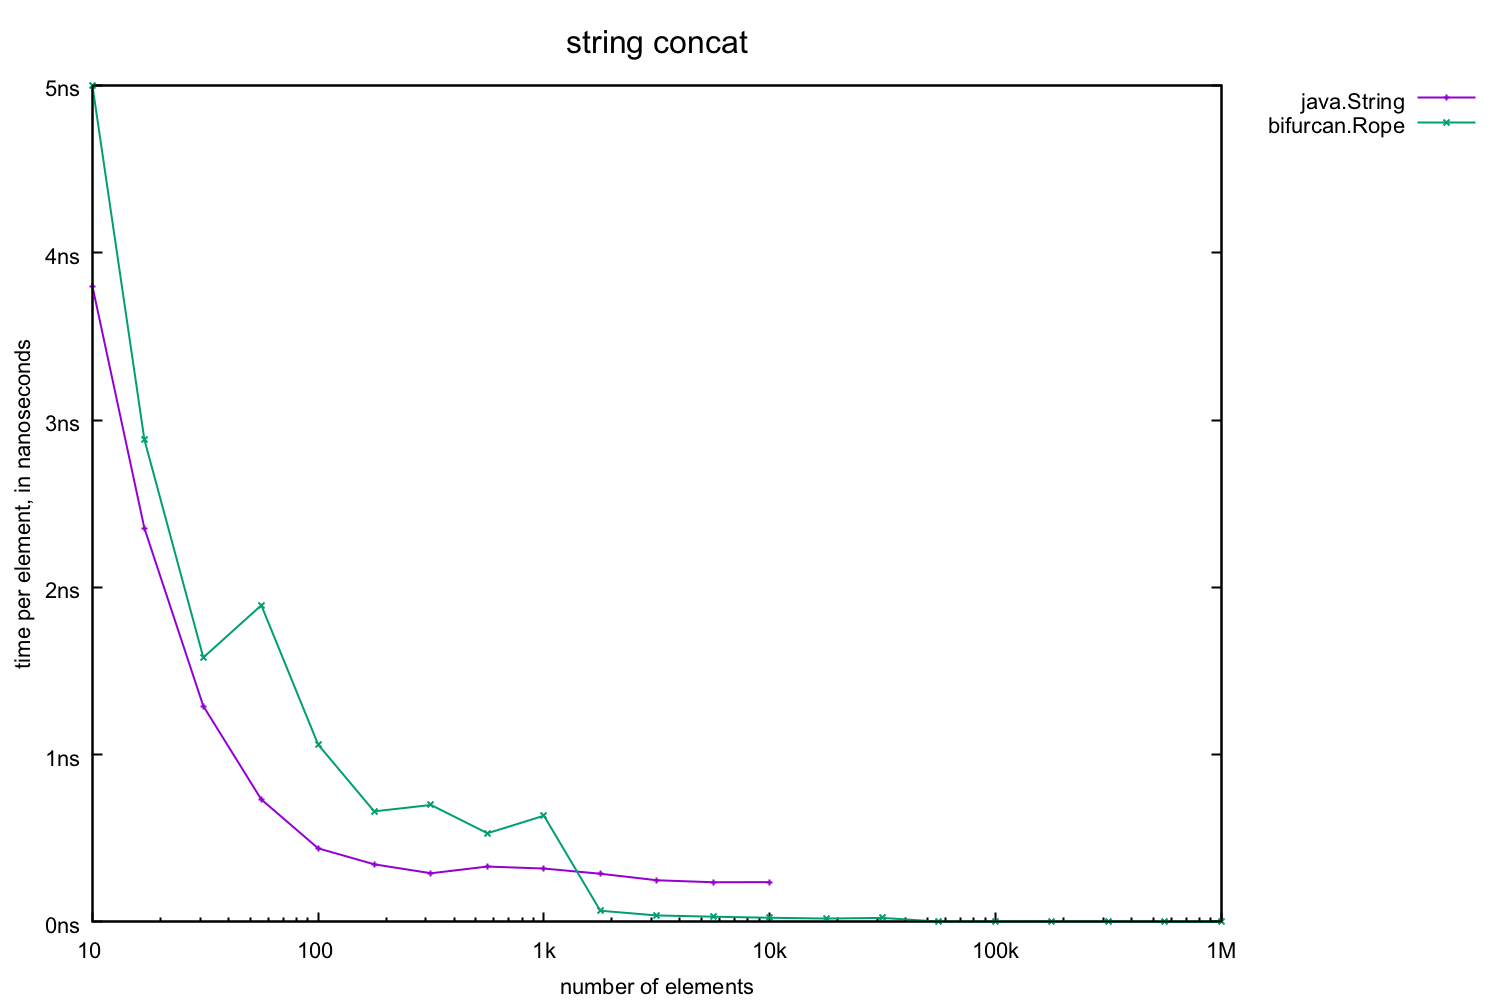 string concat
java.String
bifurcan.Rope
5ns
4ns
3ns
2ns
1ns
0ns
time per element, in nanoseconds
10 100 1k 10k 100k 1M
number of elements